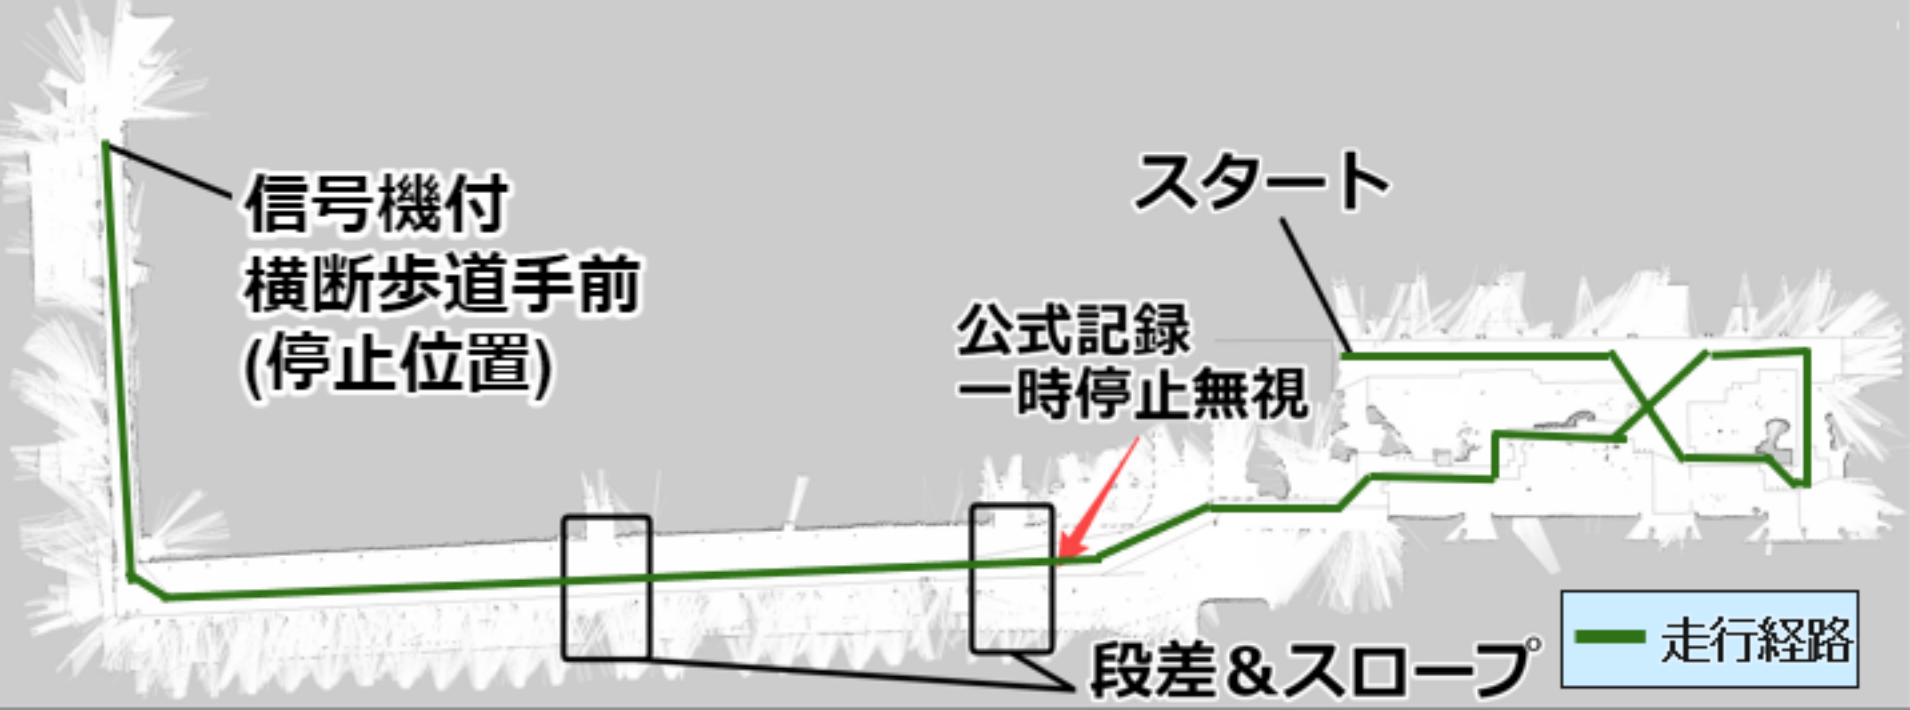 信号機付
横断歩道手前
(停止位置)
スタート
公式記録
一時停止無視
段差&スロープ
走行経路